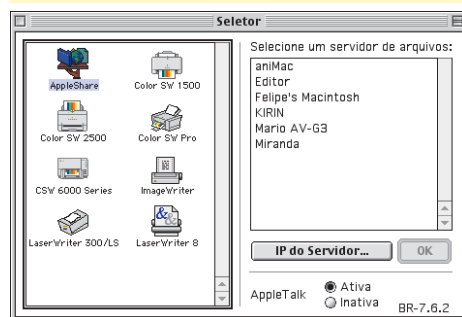 Seletor
AppleShare
Color SW 1500
Color SW 2500
Color SW Pro
CSW 6000 Series
ImageWriter
LaserWriter 300/LS
LaserWriter 8
Selecione um servidor de arquivos:
aniMac
Editor
Felipe's Macintosh
KIRIN
Mario AV-G3
Miranda
IP do Servidor...
OK
AppleTalk
Ativa
Inativa
BR-7.6.2